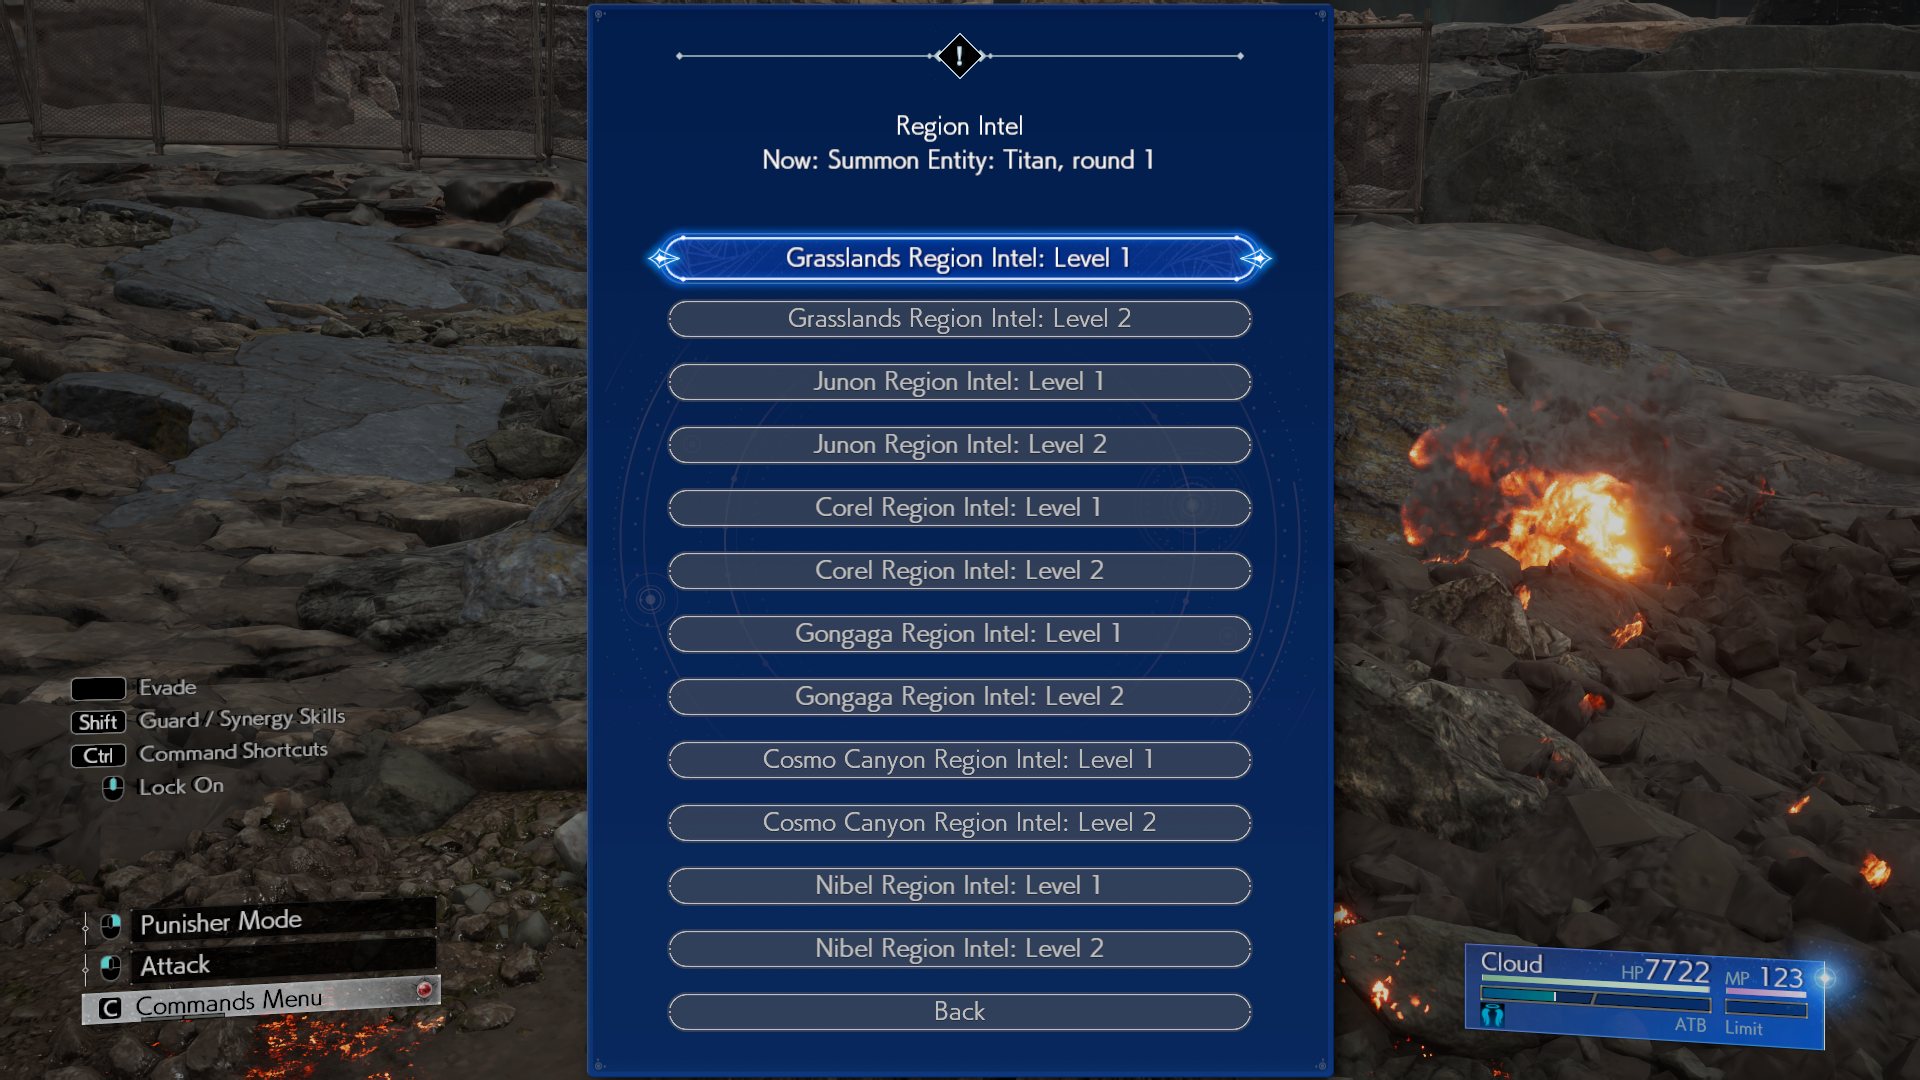 !
Region Intel
Now: Summon Entity: Titan, round 1
Grasslands Region Intel: Level 1
Grasslands Region Intel: Level 2
Junon Region Intel: Level 1
Junon Region Intel: Level 2
Corel Region Intel: Level 1
Corel Region Intel: Level 2
Gongaga Region Intel: Level 1
Gongaga Region Intel: Level 2
Cosmo Canyon Region Intel: Level 1
Cosmo Canyon Region Intel: Level 2
Nibel Region Intel: Level 1
Nibel Region Intel: Level 2
Back
Evade
Shift Guard / Synergy Skills
Ctrl Command Shortcuts
Lock On
Punisher Mode
Attack
C Commands Menu
Cloud HP 7722 MP 123
ATB Limit